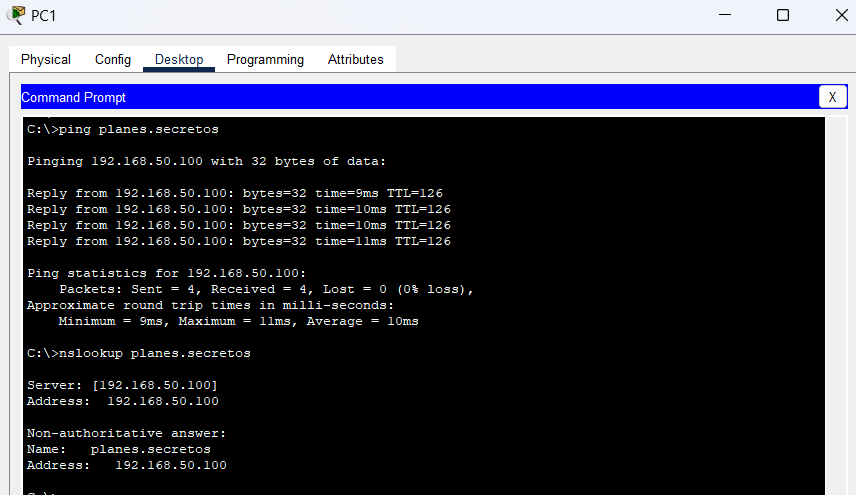 PC1
Physical Config Desktop Programming Attributes
Command Prompt X
C:\>ping planes.secretos
Pinging 192.168.50.100 with 32 bytes of data:
Reply from 192.168.50.100: bytes=32 time=9ms TTL=126
Reply from 192.168.50.100: bytes=32 time=10ms TTL=126
Reply from 192.168.50.100: bytes=32 time=10ms TTL=126
Reply from 192.168.50.100: bytes=32 time=11ms TTL=126
Ping statistics for 192.168.50.100:
Packets: Sent = 4, Received = 4, Lost = 0 (0% loss),
Approximate round trip times in milli-seconds:
Minimum = 9ms, Maximum = 11ms, Average = 10ms
C:\>nslookup planes.secretos
Server: [192.168.50.100]
Address: 192.168.50.100
Non-authoritative answer:
Name: planes.secretos
Address: 192.168.50.100